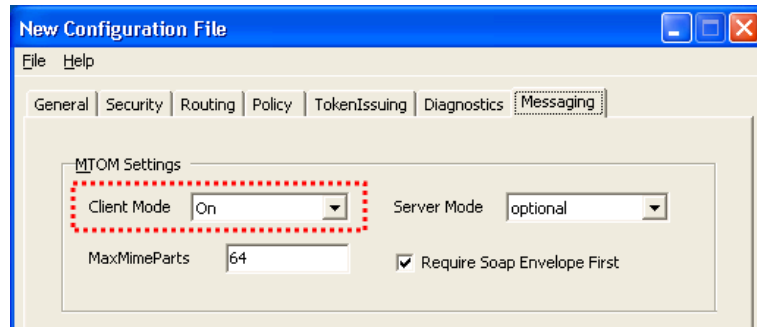 New Configuration File
File Help
General Security Routing Policy TokenIssuing Diagnostics Messaging
MTOM Settings
Client Mode On Server Mode optional
MaxMimeParts 64 Require Soap Envelope First